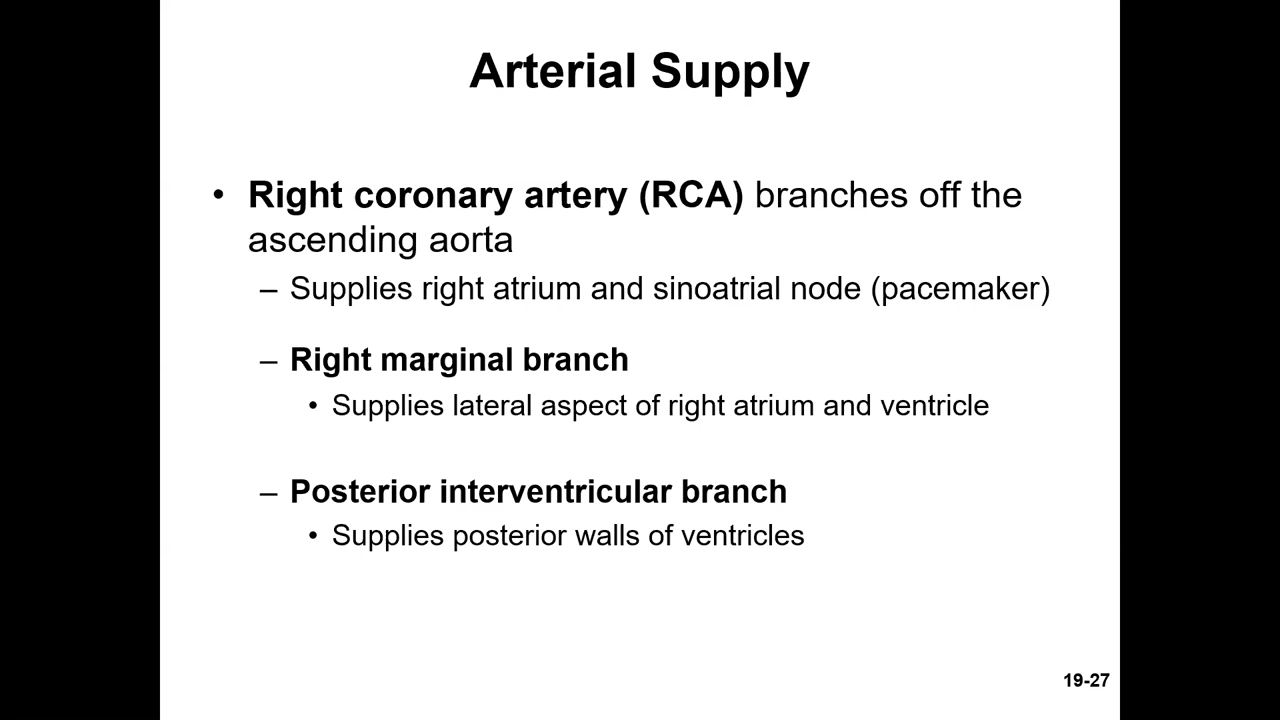 Arterial Supply
• Right coronary artery (RCA) branches off the
ascending aorta
– Supplies right atrium and sinoatrial node (pacemaker)
– Right marginal branch
• Supplies lateral aspect of right atrium and ventricle
– Posterior interventricular branch
• Supplies posterior walls of ventricles
19-27